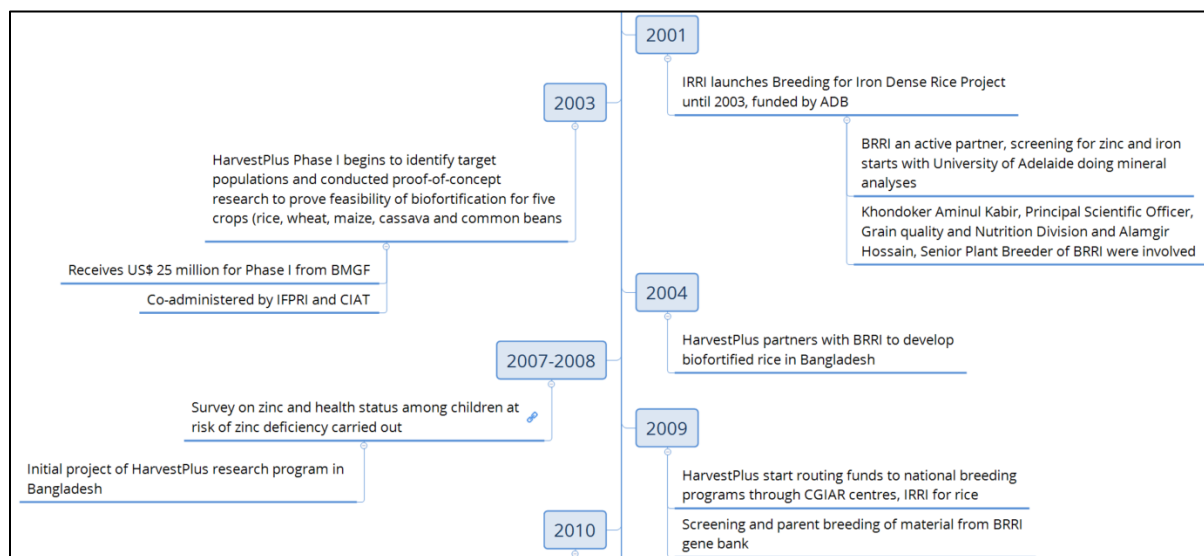 2001
IRRI launches Breeding for Iron Dense Rice Project
until 2003, funded by ADB
BRRI an active partner, screening for zinc and iron
starts with University of Adelaide doing mineral
analyses
Khondoker Aminul Kabir, Principal Scientific Officer,
Grain quality and Nutrition Division and Alamgir
Hossain, Senior Plant Breeder of BRRI were involved
2003
HarvestPlus Phase I begins to identify target
populations and conducted proof-of-concept
research to prove feasibility of biofortification for five
crops (rice, wheat, maize, cassava and common beans
Receives US$ 25 million for Phase I from BMGF
Co-administered by IFPRI and CIAT
2004
HarvestPlus partners with BRRI to develop
biofortified rice in Bangladesh
2007-2008
Survey on zinc and health status among children at
risk of zinc deficiency carried out
Initial project of HarvestPlus research program in
Bangladesh
2009
HarvestPlus start routing funds to national breeding
programs through CGIAR centres, IRRI for rice
Screening and parent breeding of material from BRRI
gene bank
2010